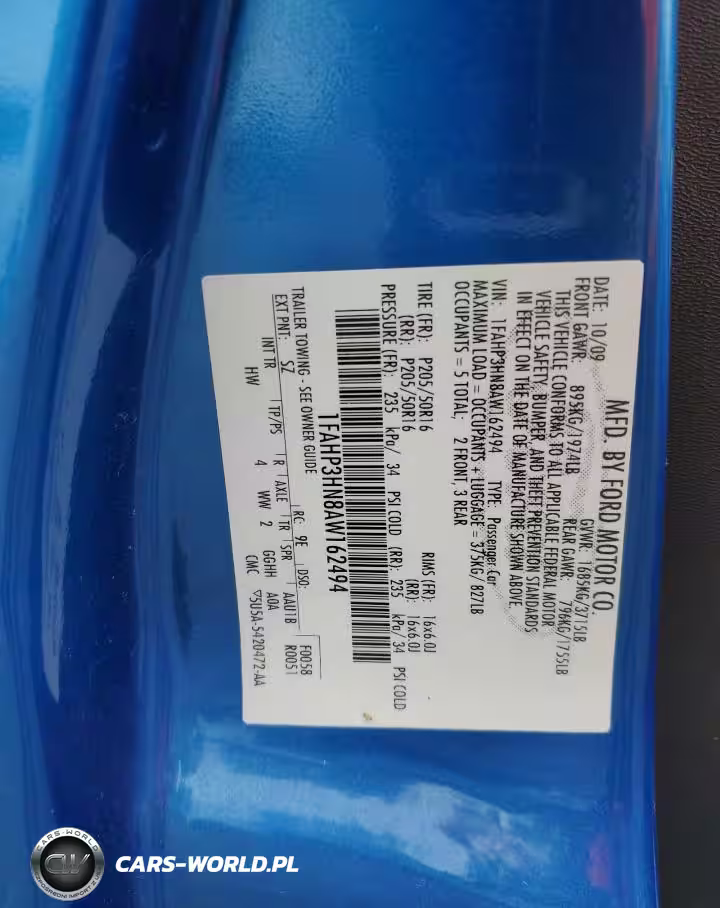 MFD. BY FORD MOTOR CO.
DATE: 10/09 GVWR: 1685KG/3715LB
FRONT GAWR: 895KG/1974LB REAR GAWR: 796KG/1755LB
THIS VEHICLE CONFORMS TO ALL APPLICABLE FEDERAL MOTOR
VEHICLE SAFETY, BUMPER, AND THEFT PREVENTION STANDARDS
IN EFFECT ON THE DATE OF MANUFACTURE SHOWN ABOVE.
VIN: 1FAHP3HN8AW162494 TYPE: Passenger Car
MAXIMUM LOAD = OCCUPANTS + LUGGAGE = 375KG/827LB
OCCUPANTS = 5 TOTAL; 2 FRONT, 3 REAR
TIRE (FR): P205/50R16 RIMS (FR): 16x6.0J
(RR): P205/50R16 (RR): 16x6.0J
PRESSURE (FR): 235 kPa/ 34 PSI COLD (RR): 235 kPa/34 PSI COLD
1FAHP3HN8AW162494
TRAILER TOWING - SEE OWNER GUIDE
EXT PNT: SZ RC: 9E DSO: F0058
INT TR TP/PS R AXLE TR SPR AAU1B R0051
HW 4 WW 2 GGHH A0A
CMC ▽5U5A-5420472-AA
CARS-WORLD.PL
CARS-WORLD
CW